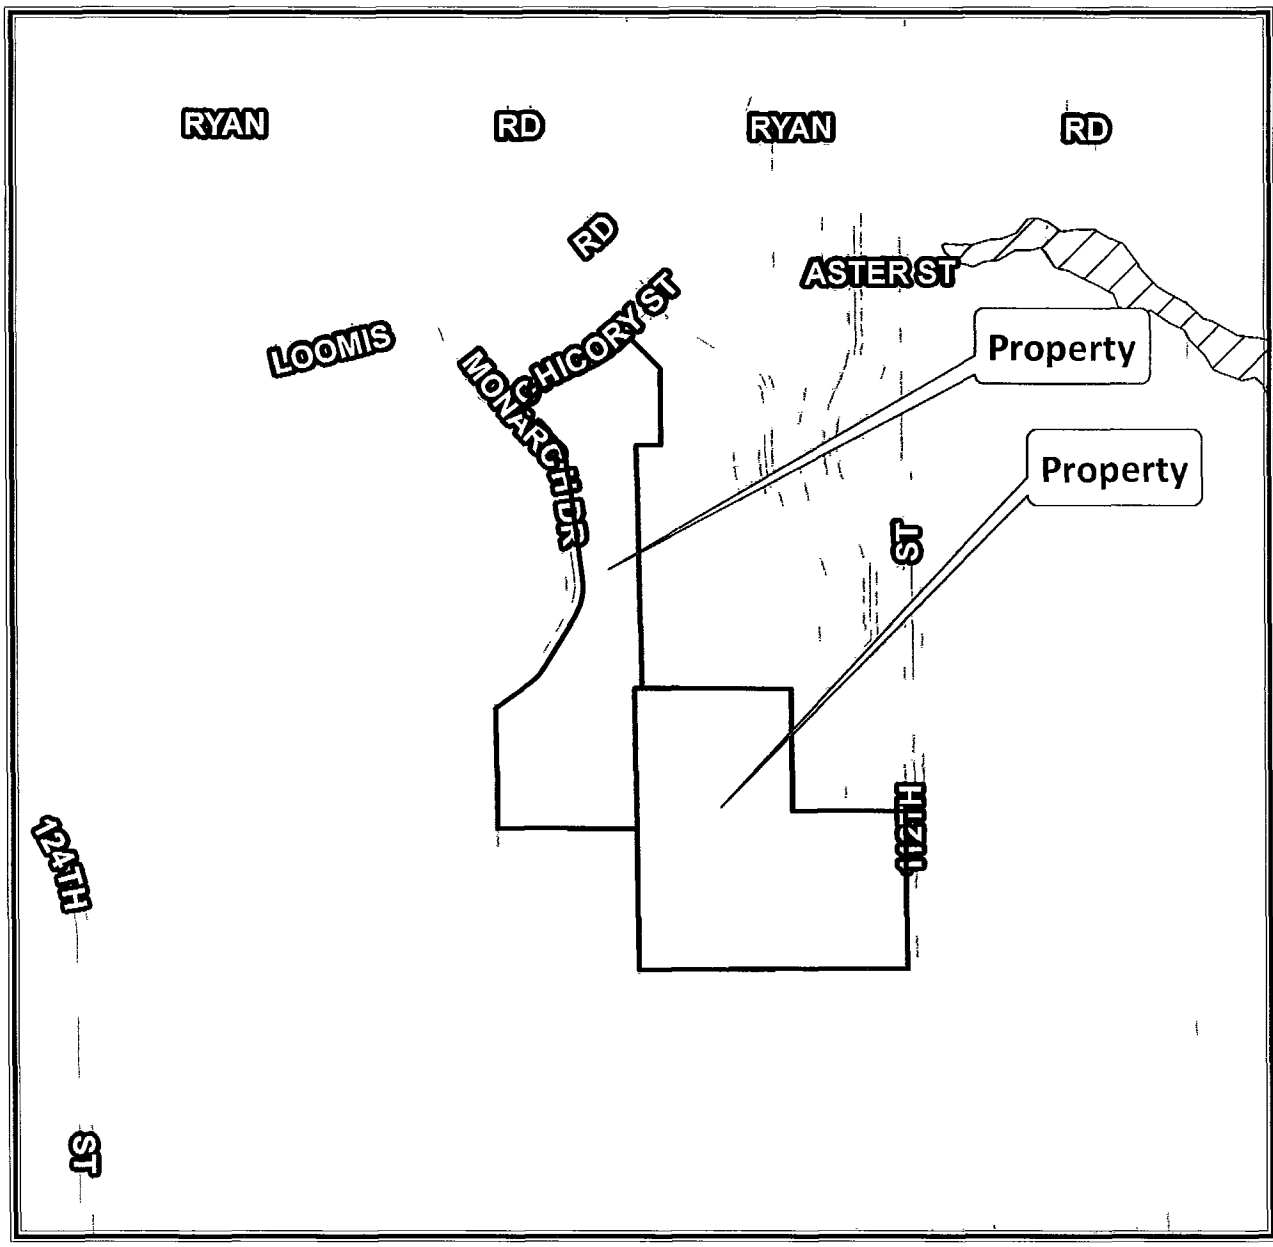 RYAN RD RYAN RD
RD
ASTER ST
CHICORY ST
LOOMIS
Property
MONARCH DR
Property
ST
112TH
124TH
ST